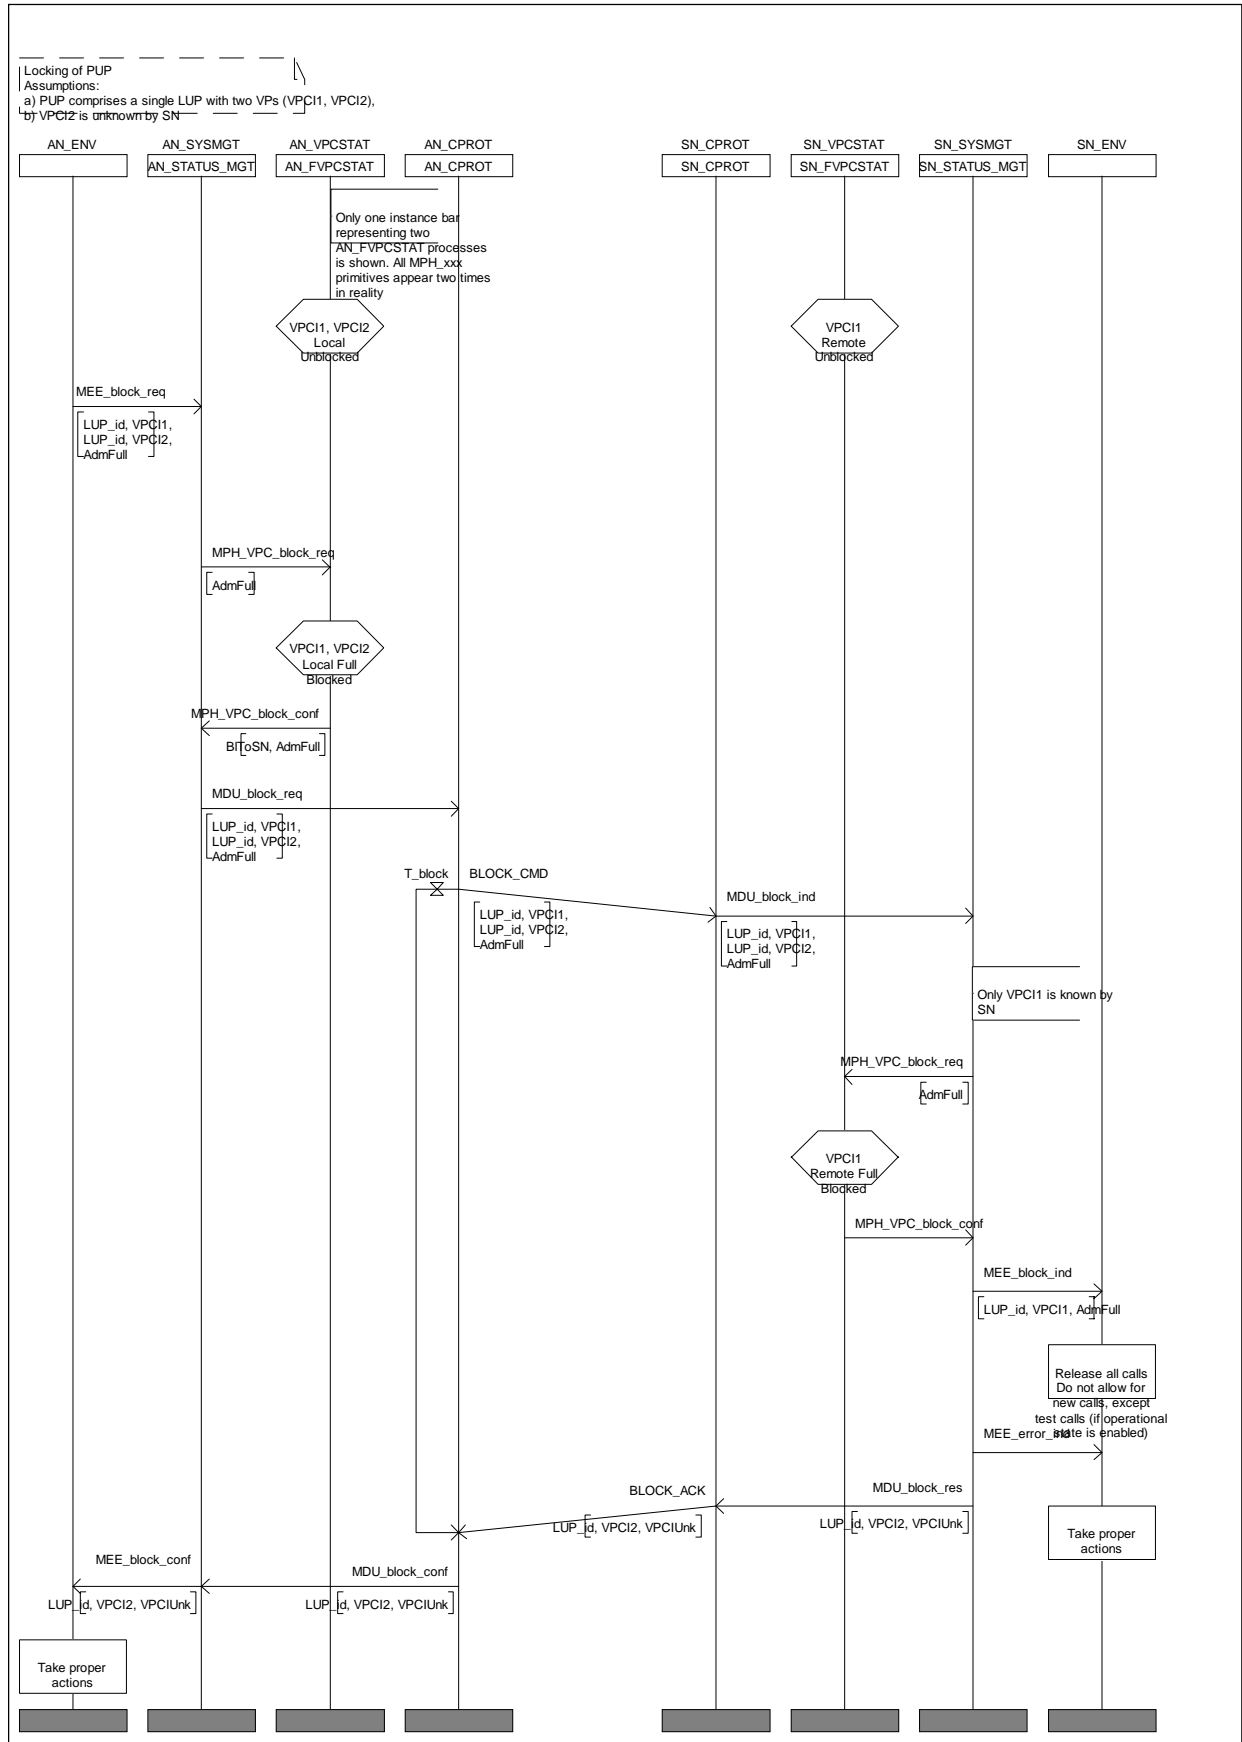 Locking of PUP
Assumptions:
a) PUP comprises a single LUP with two VPs (VPCI1, VPCI2),
b) VPCI2 is unknown by SN
AN_ENV AN_SYSMGT AN_VPCSTAT AN_CPROT SN_CPROT SN_VPCSTAT SN_SYSMGT SN_ENV
AN_STATUS_MGT AN_FVPCSTAT AN_CPROT SN_CPROT SN_FVPCSTAT SN_STATUS_MGT
Only one instance bar
representing two
AN_FVPCSTAT processes
is shown. All MPH_xxx
primitives appear two times
in reality
VPCI1, VPCI2
Local
Unblocked
VPCI1
Remote
Unblocked
MEE_block_req
LUP_id, VPCI1,
LUP_id, VPCI2,
AdmFull
MPH_VPC_block_req
AdmFull
VPCI1, VPCI2
Local Full
Blocked
MPH_VPC_block_conf
BlToSN, AdmFull
MDU_block_req
LUP_id, VPCI1,
LUP_id, VPCI2,
AdmFull
T_block
BLOCK_CMD
LUP_id, VPCI1,
LUP_id, VPCI2,
AdmFull
MDU_block_ind
LUP_id, VPCI1,
LUP_id, VPCI2,
AdmFull
Only VPCI1 is known by
SN
MPH_VPC_block_req
AdmFull
VPCI1
Remote Full
Blocked
MPH_VPC_block_conf
MEE_block_ind
LUP_id, VPCI1, AdmFull
Release all calls
Do not allow for
new calls, except
test calls (if operational
state is enabled)
MEE_error_ind
MDU_block_res
LUP_id, VPCI2, VPCIUnk
BLOCK_ACK
LUP_id, VPCI2, VPCIUnk
Take proper
actions
MDU_block_conf
LUP_id, VPCI2, VPCIUnk
MEE_block_conf
LUP_id, VPCI2, VPCIUnk
Take proper
actions